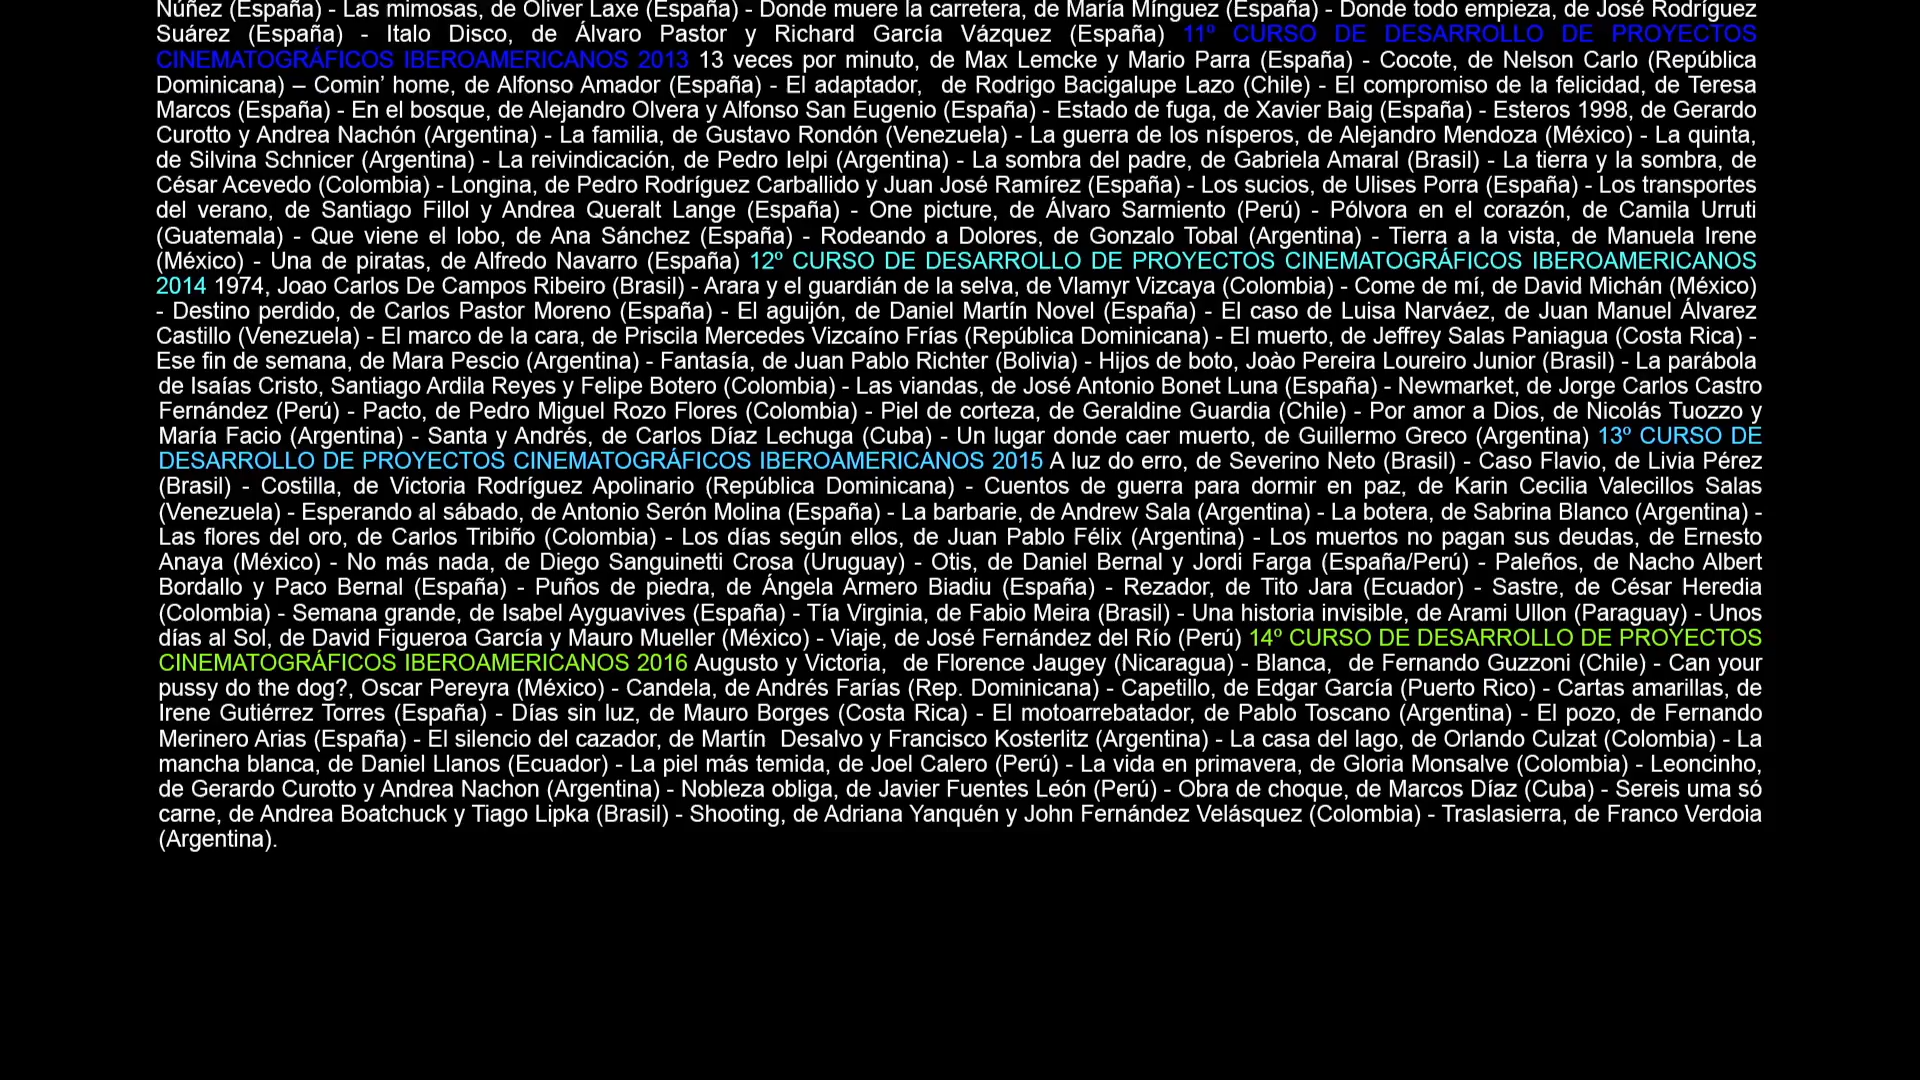 Núñez (España) - Las mimosas, de Oliver Laxe (España) - Donde muere la carretera, de María Mínguez (España) - Donde todo empieza, de José Rodríguez
Suárez (España) - Italo Disco, de Álvaro Pastor y Richard García Vázquez (España) 11º CURSO DE DESARROLLO DE PROYECTOS
CINEMATOGRÁFICOS IBEROAMERICANOS 2013 13 veces por minuto, de Max Lemcke y Mario Parra (España) - Cocote, de Nelson Carlo (República
Dominicana) – Comin’ home, de Alfonso Amador (España) - El adaptador, de Rodrigo Bacigalupe Lazo (Chile) - El compromiso de la felicidad, de Teresa
Marcos (España) - En el bosque, de Alejandro Olvera y Alfonso San Eugenio (España) - Estado de fuga, de Xavier Baig (España) - Esteros 1998, de Gerardo
Curotto y Andrea Nachón (Argentina) - La familia, de Gustavo Rondón (Venezuela) - La guerra de los nísperos, de Alejandro Mendoza (México) - La quinta,
de Silvina Schnicer (Argentina) - La reivindicación, de Pedro Ielpi (Argentina) - La sombra del padre, de Gabriela Amaral (Brasil) - La tierra y la sombra, de
César Acevedo (Colombia) - Longina, de Pedro Rodríguez Carballido y Juan José Ramírez (España) - Los sucios, de Ulises Porra (España) - Los transportes
del verano, de Santiago Fillol y Andrea Queralt Lange (España) - One picture, de Álvaro Sarmiento (Perú) - Pólvora en el corazón, de Camila Urruti
(Guatemala) - Que viene el lobo, de Ana Sánchez (España) - Rodeando a Dolores, de Gonzalo Tobal (Argentina) - Tierra a la vista, de Manuela Irene
(México) - Una de piratas, de Alfredo Navarro (España) 12º CURSO DE DESARROLLO DE PROYECTOS CINEMATOGRÁFICOS IBEROAMERICANOS
2014 1974, Joao Carlos De Campos Ribeiro (Brasil) - Arara y el guardián de la selva, de Vlamyr Vizcaya (Colombia) - Come de mí, de David Michán (México)
- Destino perdido, de Carlos Pastor Moreno (España) - El aguijón, de Daniel Martín Novel (España) - El caso de Luisa Narváez, de Juan Manuel Álvarez
Castillo (Venezuela) - El marco de la cara, de Priscila Mercedes Vizcaíno Frías (República Dominicana) - El muerto, de Jeffrey Salas Paniagua (Costa Rica) -
Ese fin de semana, de Mara Pescio (Argentina) - Fantasía, de Juan Pablo Richter (Bolivia) - Hijos de boto, Joào Pereira Loureiro Junior (Brasil) - La parábola
de Isaías Cristo, Santiago Ardila Reyes y Felipe Botero (Colombia) - Las viandas, de José Antonio Bonet Luna (España) - Newmarket, de Jorge Carlos Castro
Fernández (Perú) - Pacto, de Pedro Miguel Rozo Flores (Colombia) - Piel de corteza, de Geraldine Guardia (Chile) - Por amor a Dios, de Nicolás Tuozzo y
María Facio (Argentina) - Santa y Andrés, de Carlos Díaz Lechuga (Cuba) - Un lugar donde caer muerto, de Guillermo Greco (Argentina) 13º CURSO DE
DESARROLLO DE PROYECTOS CINEMATOGRÁFICOS IBEROAMERICANOS 2015 A luz do erro, de Severino Neto (Brasil) - Caso Flavio, de Livia Pérez
(Brasil) - Costilla, de Victoria Rodríguez Apolinario (República Dominicana) - Cuentos de guerra para dormir en paz, de Karin Cecilia Valecillos Salas
(Venezuela) - Esperando al sábado, de Antonio Serón Molina (España) - La barbarie, de Andrew Sala (Argentina) - La botera, de Sabrina Blanco (Argentina) -
Las flores del oro, de Carlos Tribiño (Colombia) - Los días según ellos, de Juan Pablo Félix (Argentina) - Los muertos no pagan sus deudas, de Ernesto
Anaya (México) - No más nada, de Diego Sanguinetti Crosa (Uruguay) - Otis, de Daniel Bernal y Jordi Farga (España/Perú) - Paleños, de Nacho Albert
Bordallo y Paco Bernal (España) - Puños de piedra, de Ángela Armero Biadiu (España) - Rezador, de Tito Jara (Ecuador) - Sastre, de César Heredia
(Colombia) - Semana grande, de Isabel Ayguavives (España) - Tía Virginia, de Fabio Meira (Brasil) - Una historia invisible, de Arami Ullon (Paraguay) - Unos
días al Sol, de David Figueroa García y Mauro Mueller (México) - Viaje, de José Fernández del Río (Perú) 14º CURSO DE DESARROLLO DE PROYECTOS
CINEMATOGRÁFICOS IBEROAMERICANOS 2016 Augusto y Victoria, de Florence Jaugey (Nicaragua) - Blanca, de Fernando Guzzoni (Chile) - Can your
pussy do the dog?, Oscar Pereyra (México) - Candela, de Andrés Farías (Rep. Dominicana) - Capetillo, de Edgar García (Puerto Rico) - Cartas amarillas, de
Irene Gutiérrez Torres (España) - Días sin luz, de Mauro Borges (Costa Rica) - El motoarrebatador, de Pablo Toscano (Argentina) - El pozo, de Fernando
Merinero Arias (España) - El silencio del cazador, de Martín Desalvo y Francisco Kosterlitz (Argentina) - La casa del lago, de Orlando Culzat (Colombia) - La
mancha blanca, de Daniel Llanos (Ecuador) - La piel más temida, de Joel Calero (Perú) - La vida en primavera, de Gloria Monsalve (Colombia) - Leoncinho,
de Gerardo Curotto y Andrea Nachon (Argentina) - Nobleza obliga, de Javier Fuentes León (Perú) - Obra de choque, de Marcos Díaz (Cuba) - Sereis uma só
carne, de Andrea Boatchuck y Tiago Lipka (Brasil) - Shooting, de Adriana Yanquén y John Fernández Velásquez (Colombia) - Traslasierra, de Franco Verdoia
(Argentina).